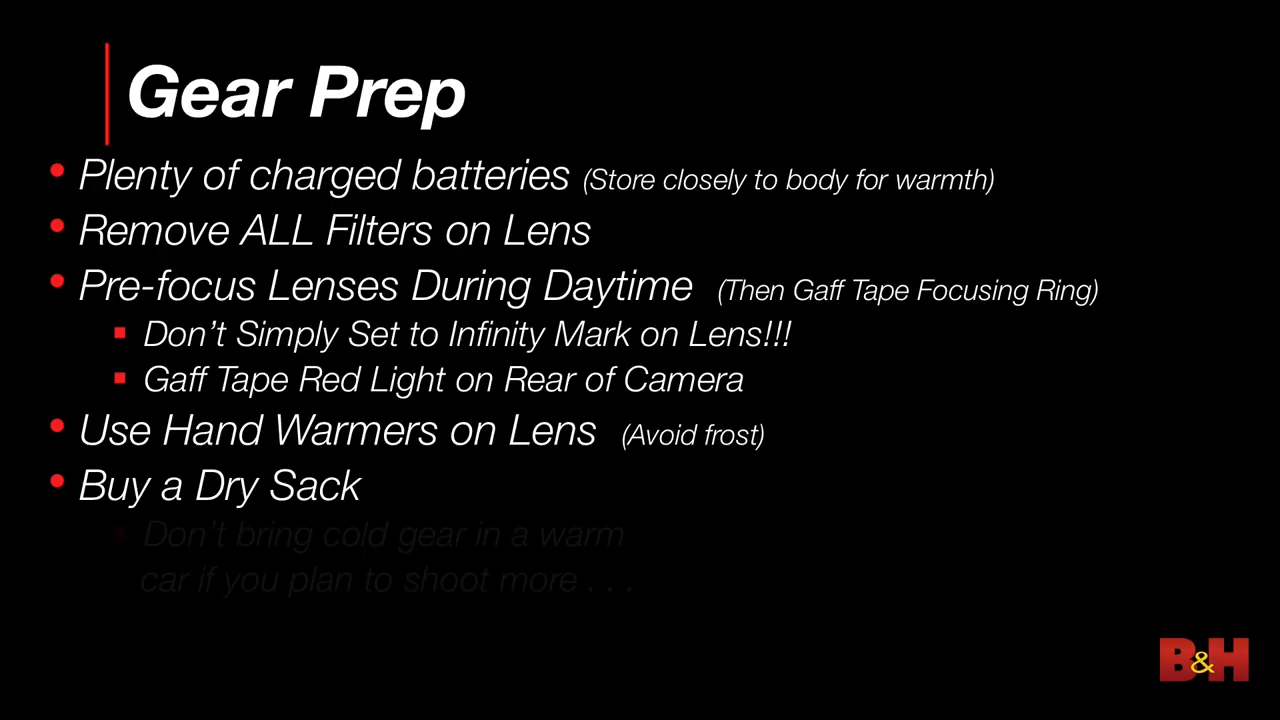 Gear Prep
• Plenty of charged batteries (Store closely to body for warmth)
• Remove ALL Filters on Lens
• Pre-focus Lenses During Daytime (Then Gaff Tape Focusing Ring)
▪ Don't Simply Set to Infinity Mark on Lens!!!
▪ Gaff Tape Red Light on Rear of Camera
• Use Hand Warmers on Lens (Avoid frost)
• Buy a Dry Sack
▪ Don't bring cold gear in a warm
car if you plan to shoot more . . .
B&H